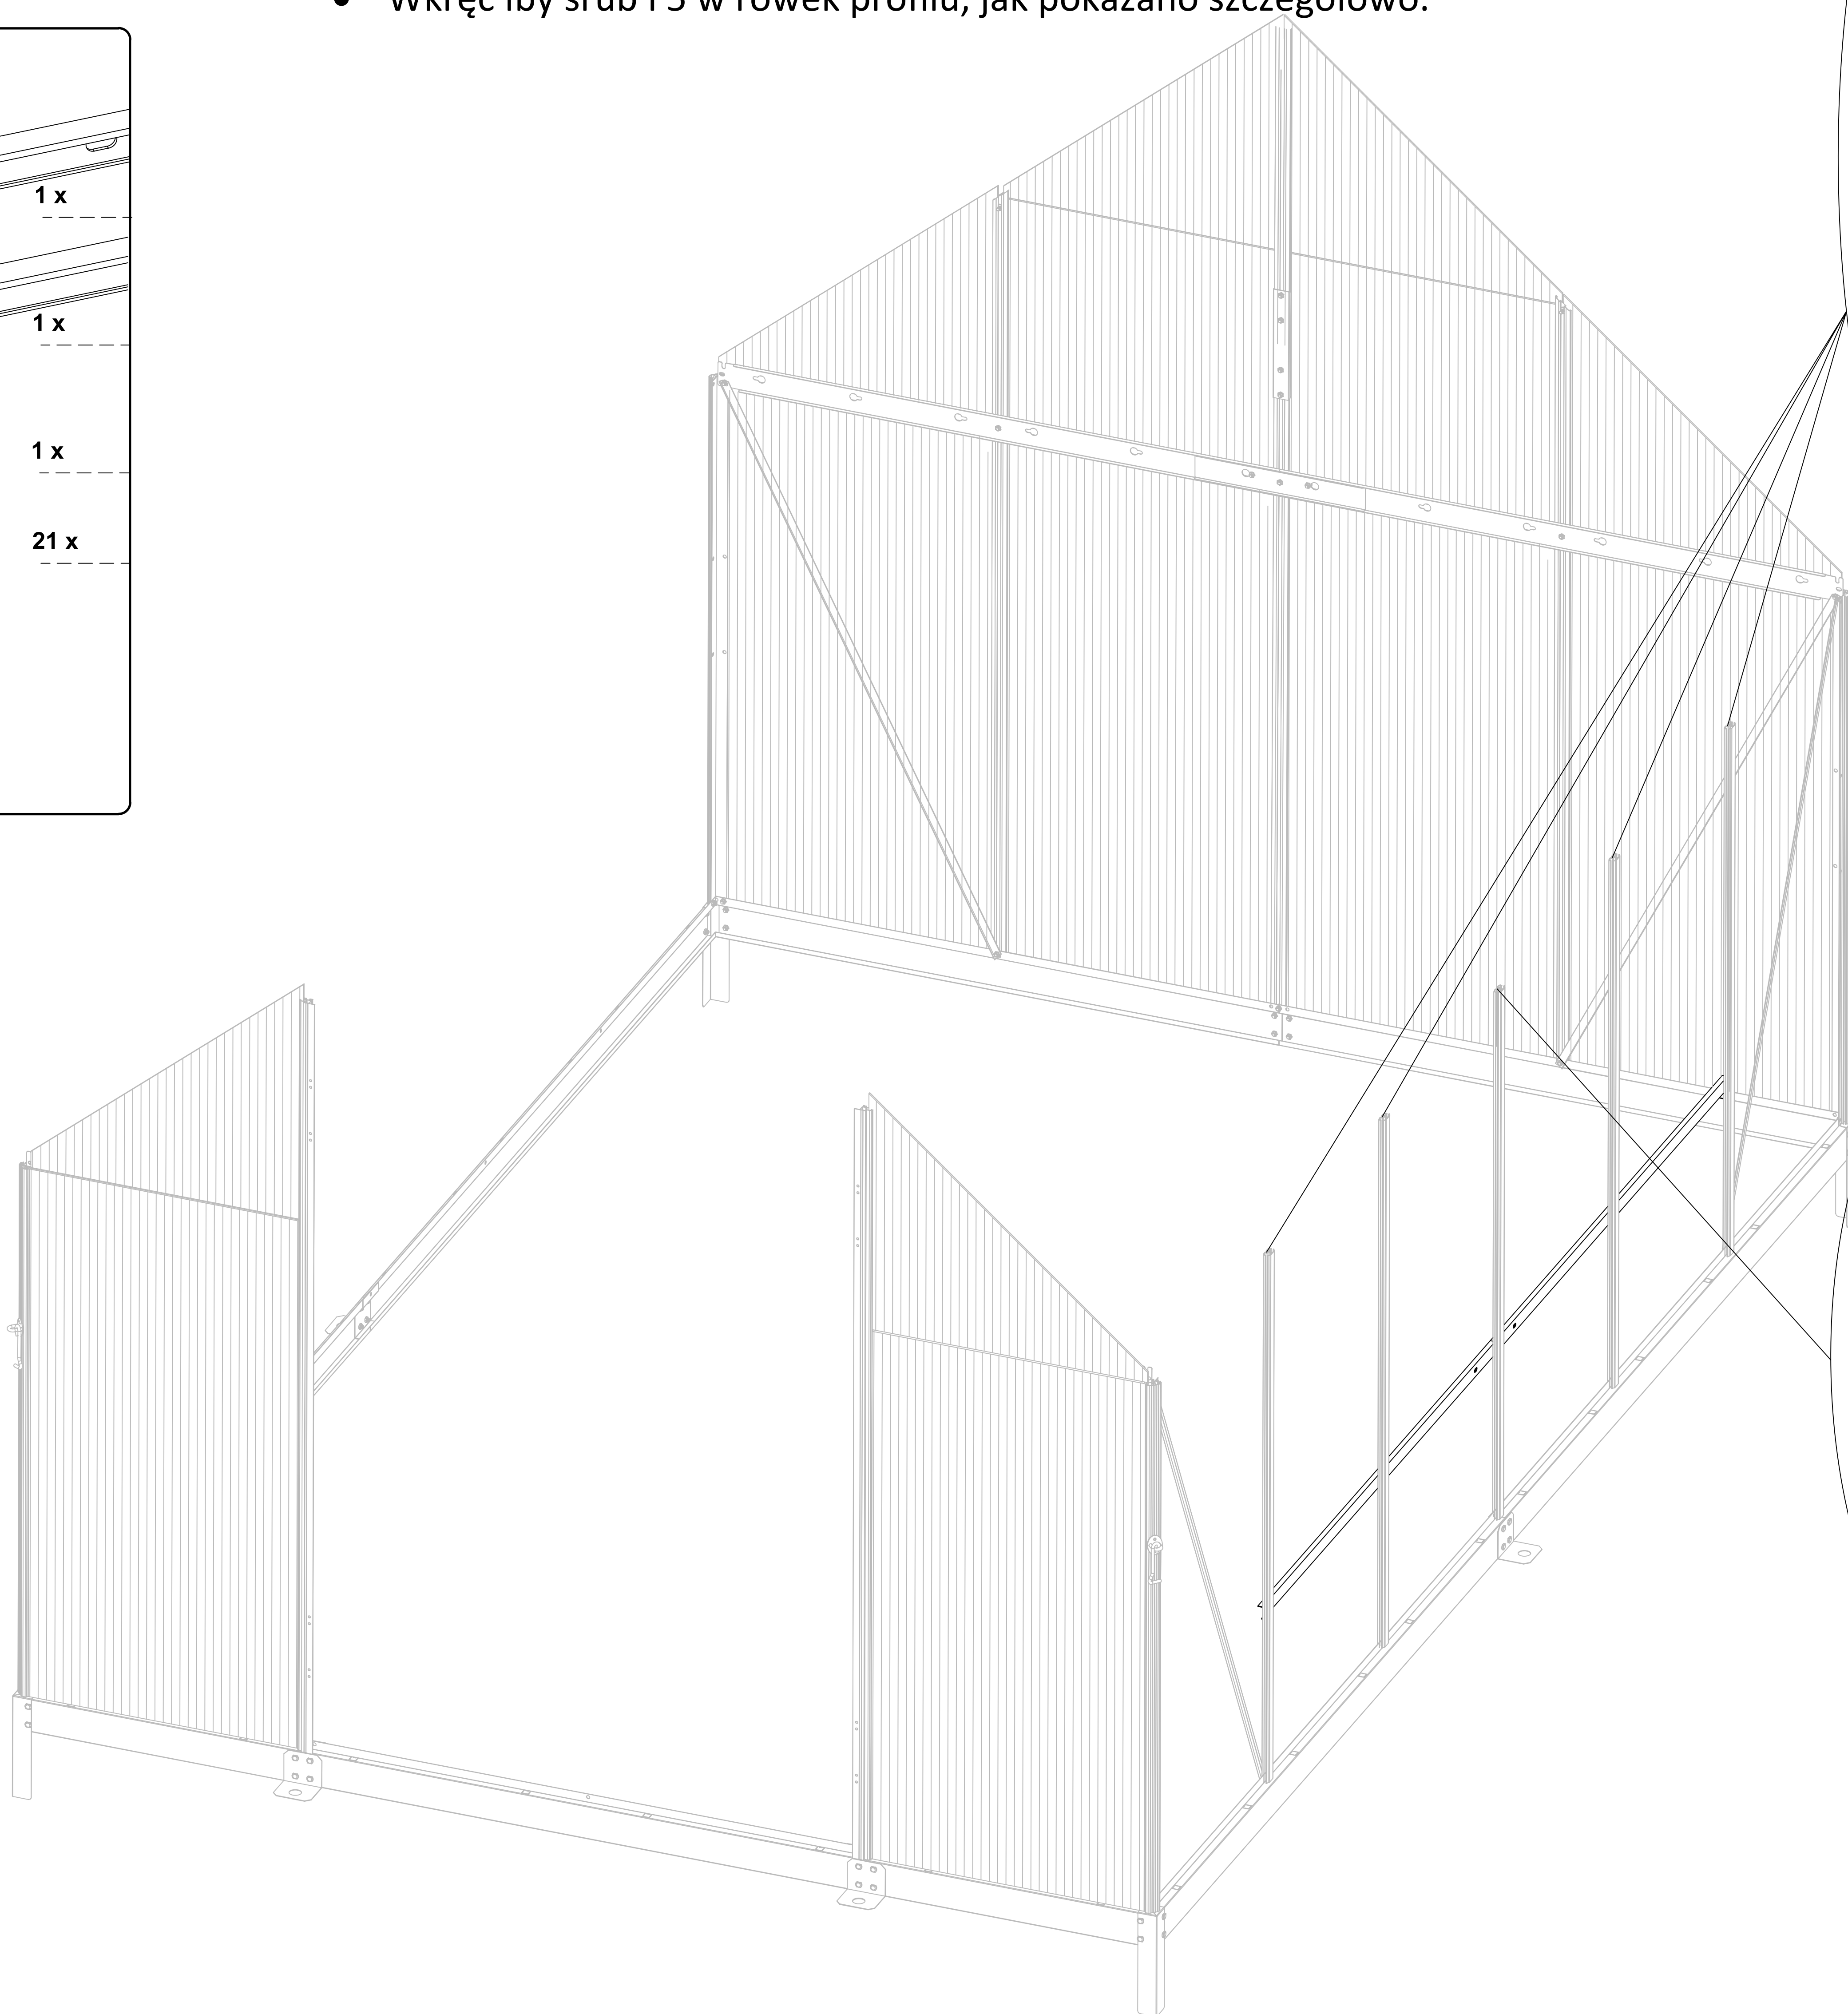 • Wkręć łby śrub F5 w rowek profilu, jak pokazano szczegółowo.
1 x
1 x
1 x
21 x